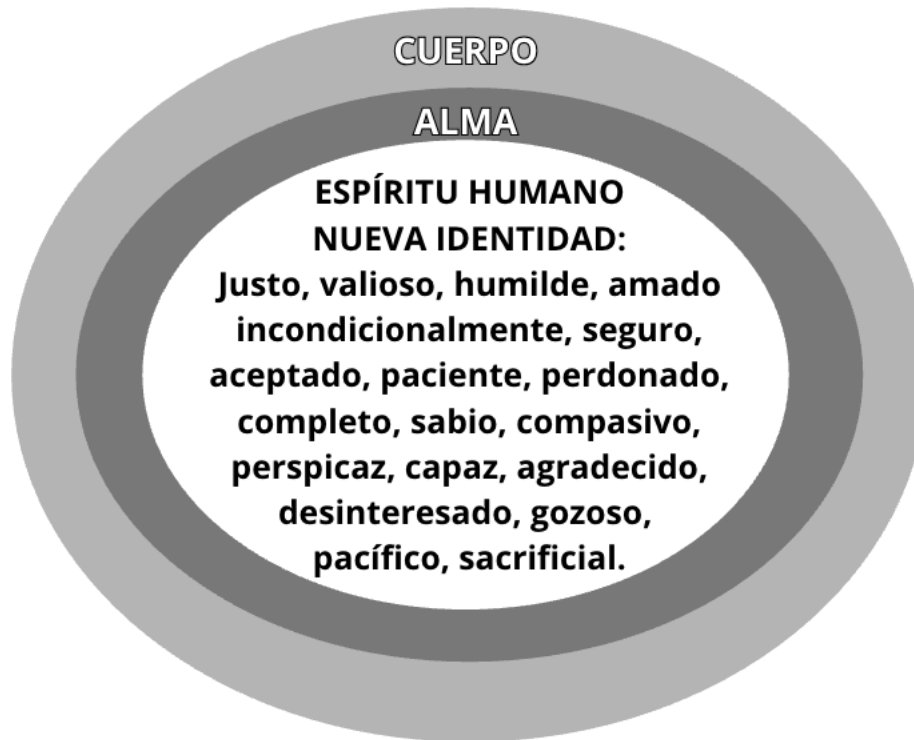 CUERPO
ALMA
ESPÍRITU HUMANO
NUEVA IDENTIDAD:
Justo, valioso, humilde, amado
incondicionalmente, seguro,
aceptado, paciente, perdonado,
completo, sabio, compasivo,
perspicaz, capaz, agradecido,
desinteresado, gozoso,
pacífico, sacrificial.